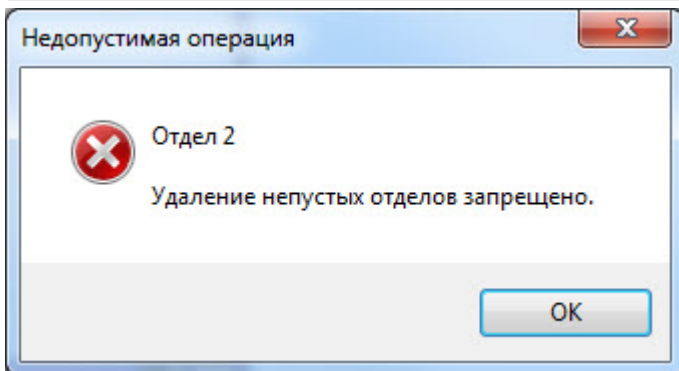 Недопустимая операция
Отдел 2
Удаление непустых отделов запрещено.
OK